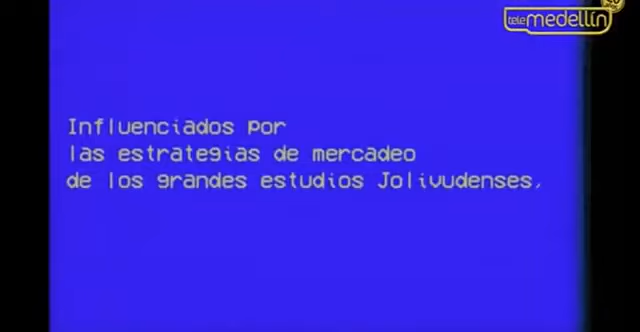 telemedellín
Influenciados por
las estrategias de mercadeo
de los grandes estudios Jolivudenses,